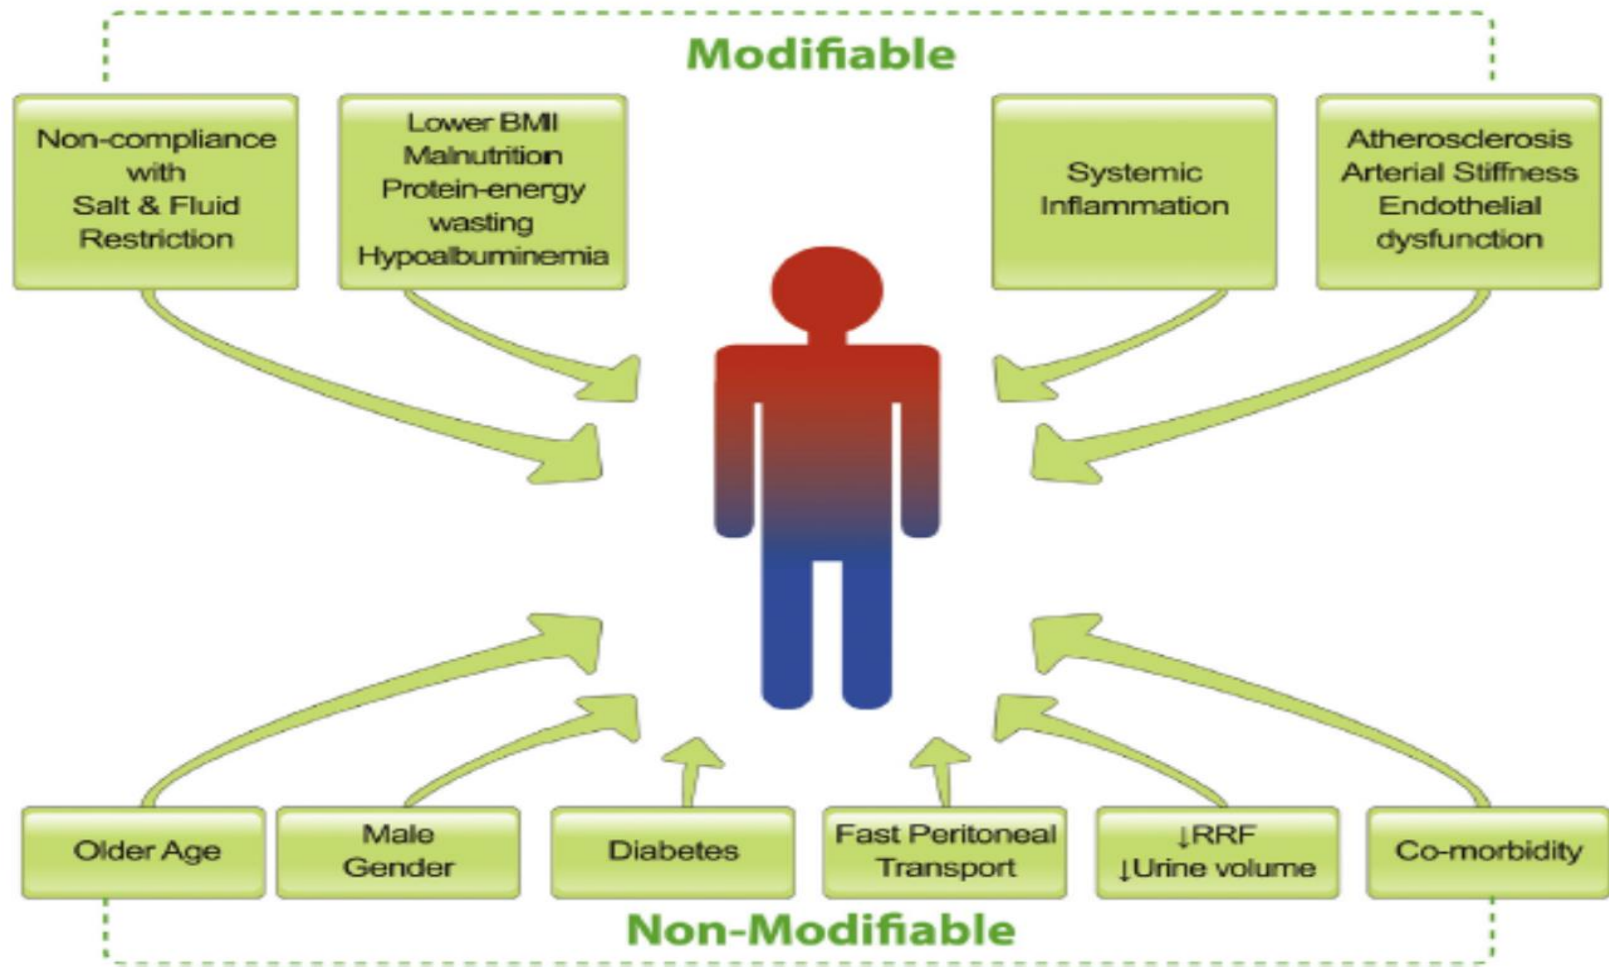 Modifiable
Non-compliance
with
Salt & Fluid
Restriction
Lower BMI
Malnutrition
Protein-energy
wasting
Hypoalbuminemia
Systemic
Inflammation
Atherosclerosis
Arterial Stiffness
Endothelial
dysfunction
Older Age
Male
Gender
Diabetes
Fast Peritoneal
Transport
↓RRF
↓Urine volume
Co-morbidity
Non-Modifiable